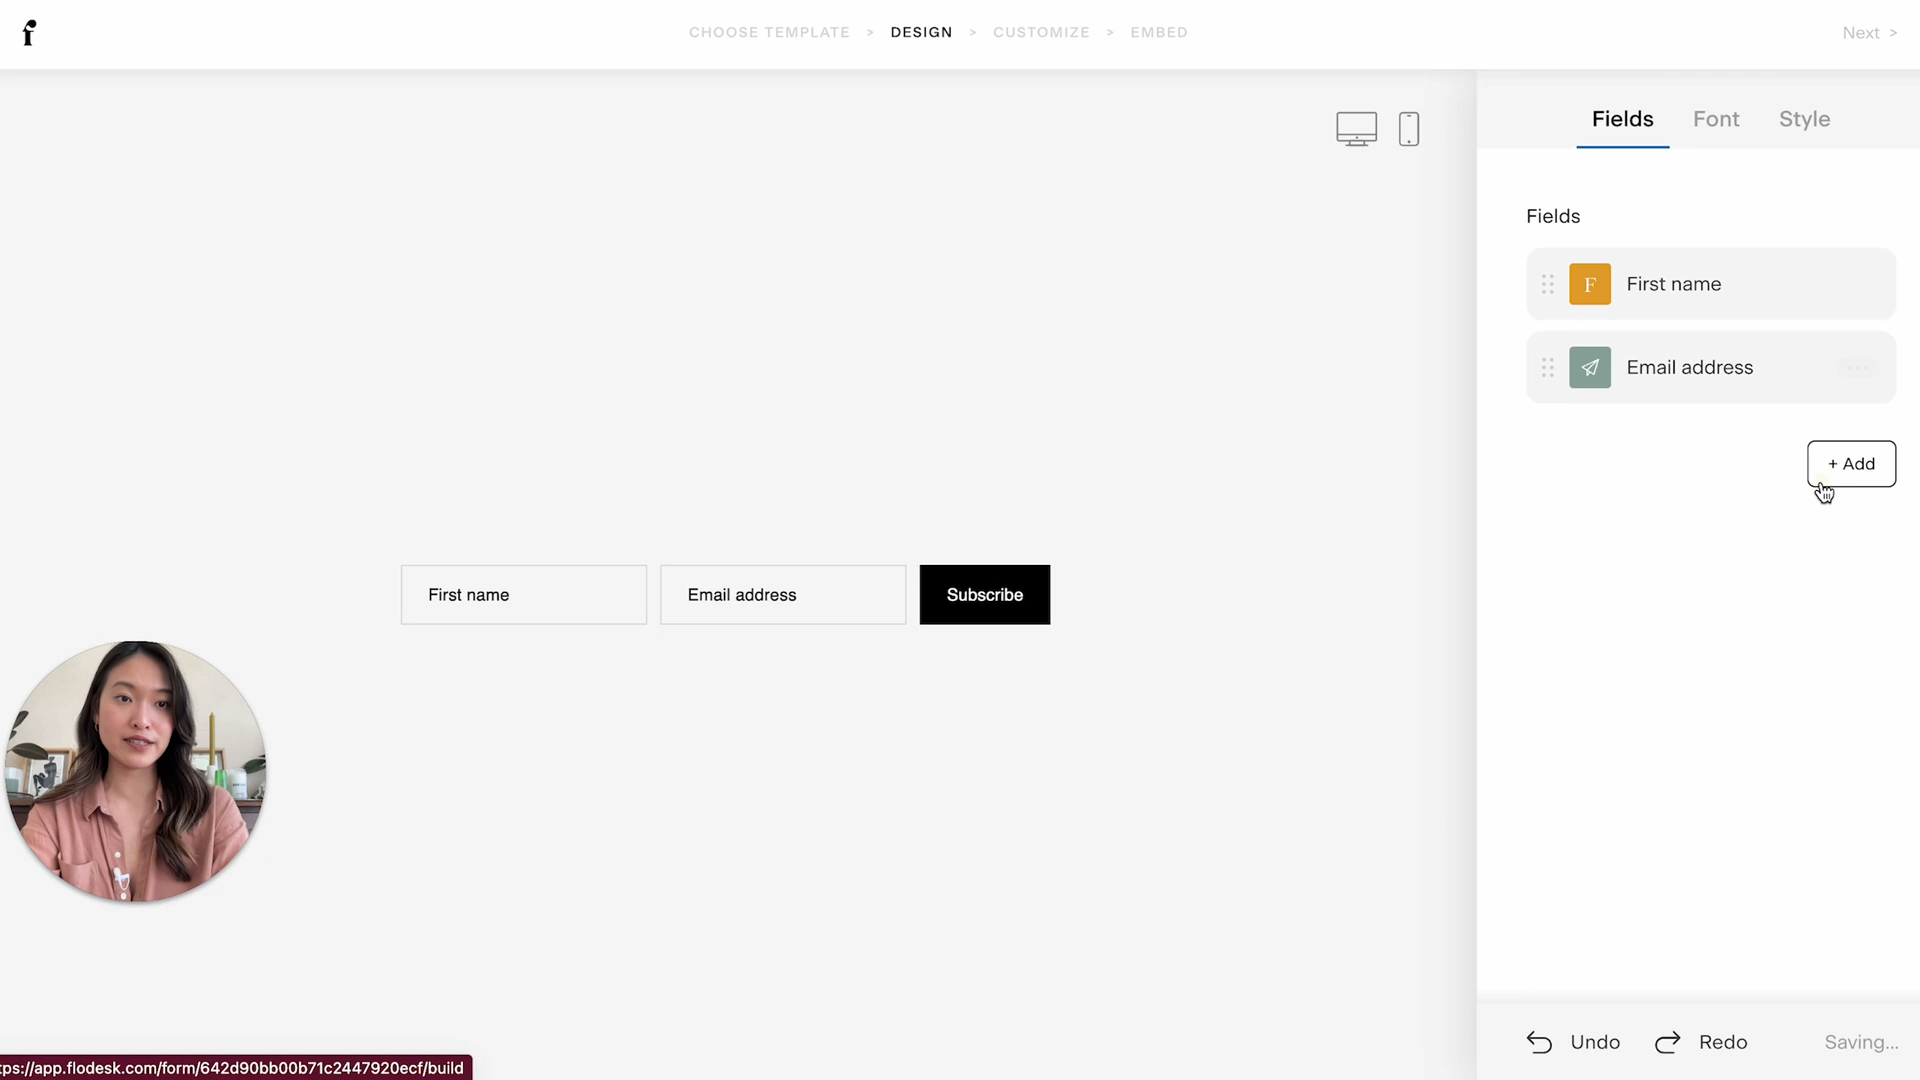 f
CHOOSE TEMPLATE > DESIGN > CUSTOMIZE > EMBED
Next >
Fields Font Style
Fields
F First name
Email address
+ Add
First name Email address Subscribe
Undo Redo Saving...
tps://app.flodesk.com/form/642d90bb00b71c2447920ecf/build